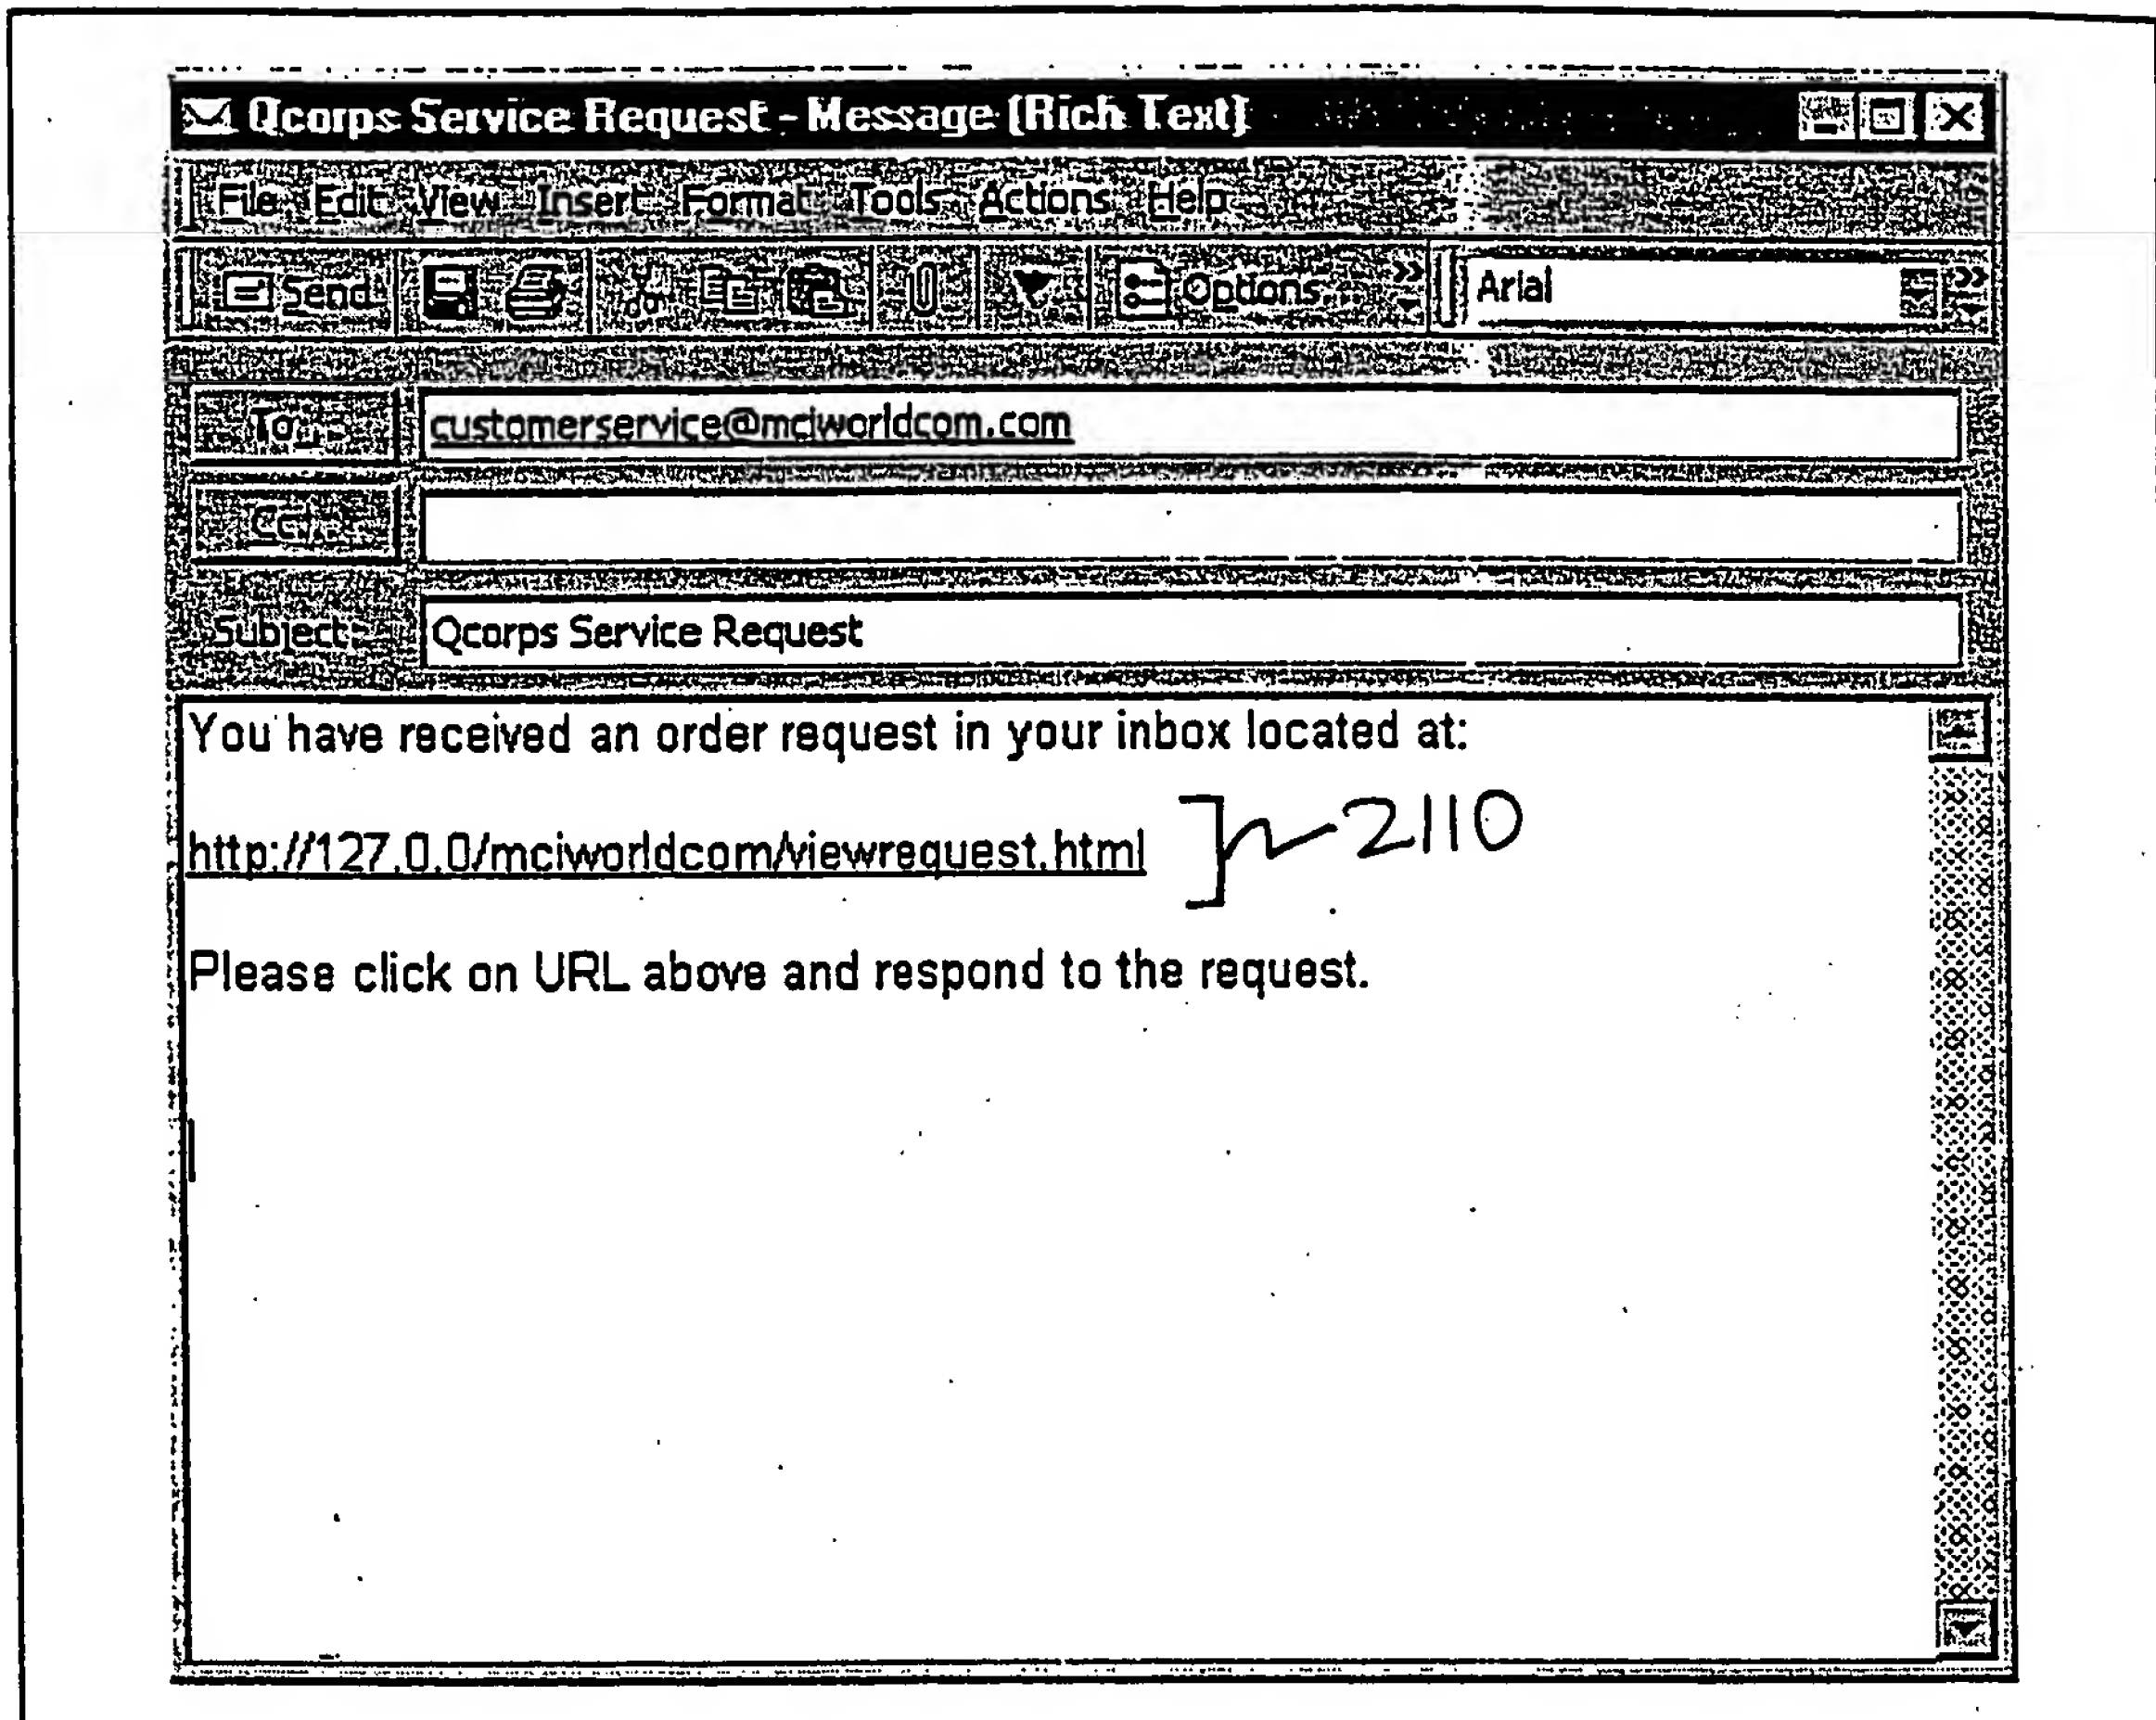 Qcorps Service Request - Message (Rich Text)
File Edit View Insert Format Tools Actions Help
Send Options... Arial
To... customerservice@mciworldcom.com
Cc...
Subject: Qcorps Service Request
You have received an order request in your inbox located at:
http://127.0.0/mciworldcom/viewrequest.html 2110
Please click on URL above and respond to the request.